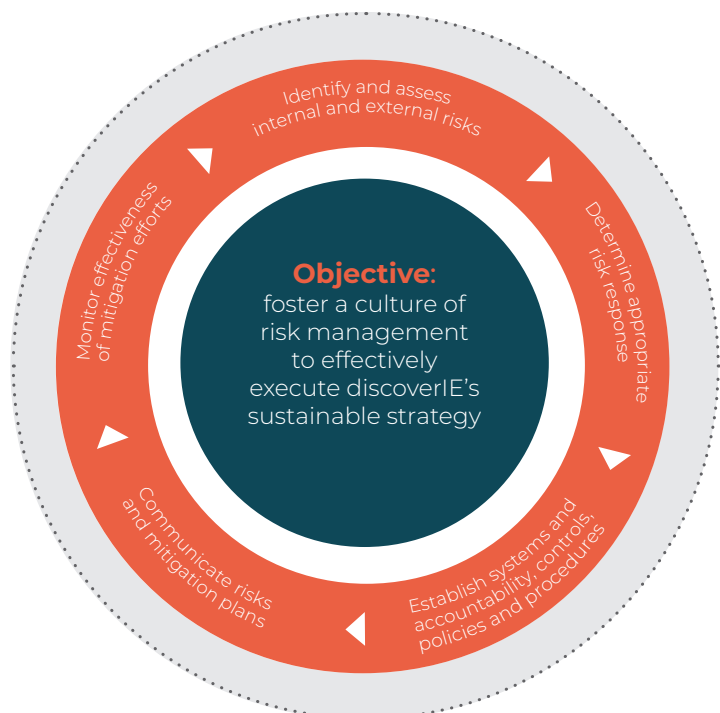 Identify and assess
internal and external risks
Determine appropriate
risk response
Establish systems and
accountability, controls,
policies and procedures
Communicate risks
and mitigation plans
Monitor effectiveness
of mitigation efforts
Objective:
foster a culture of
risk management
to effectively
execute discoverIE’s
sustainable strategy